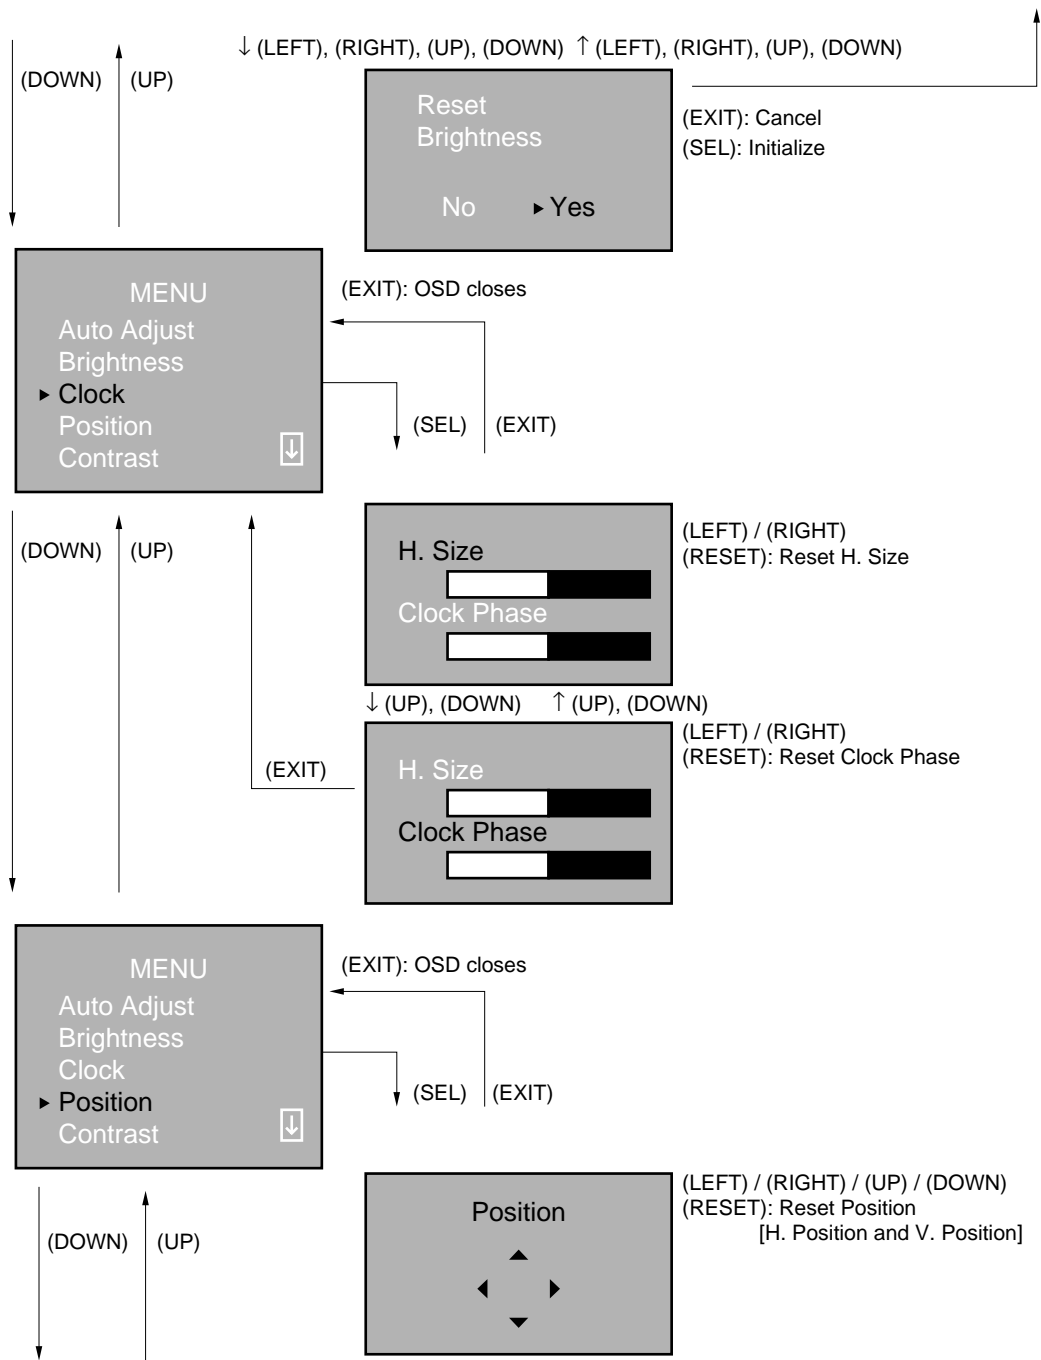 ↓ (LEFT), (RIGHT), (UP), (DOWN) ↑ (LEFT), (RIGHT), (UP), (DOWN)
(DOWN) (UP)
Reset
Brightness
No ▸ Yes
(EXIT): Cancel
(SEL): Initialize
MENU
Auto Adjust
Brightness
▸ Clock
Position
Contrast ↓
(EXIT): OSD closes
(SEL) (EXIT)
(DOWN) (UP)
H. Size
Clock Phase
(LEFT) / (RIGHT)
(RESET): Reset H. Size
↓ (UP), (DOWN) ↑ (UP), (DOWN)
(EXIT)
H. Size
Clock Phase
(LEFT) / (RIGHT)
(RESET): Reset Clock Phase
MENU
Auto Adjust
Brightness
Clock
▸ Position
Contrast ↓
(EXIT): OSD closes
(SEL) (EXIT)
(DOWN) (UP)
Position
(LEFT) / (RIGHT) / (UP) / (DOWN)
(RESET): Reset Position
[H. Position and V. Position]